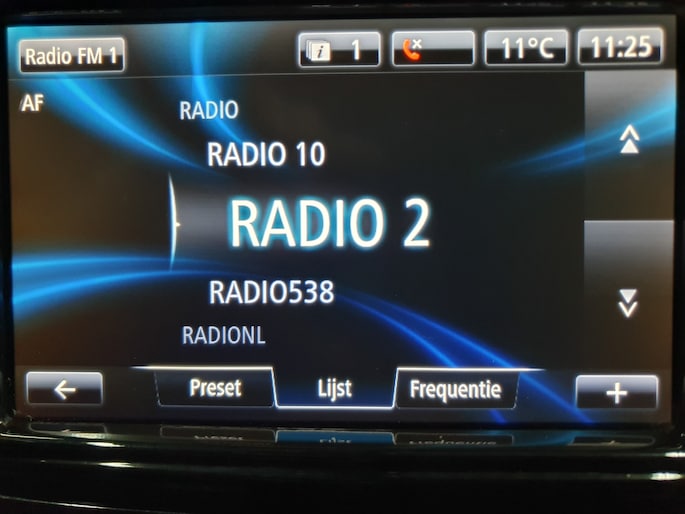 Radio FM 1
i 1
11°C
11:25
AF
RADIO
RADIO 10
RADIO 2
RADIO538
RADIONL
Preset
Lijst
Frequentie